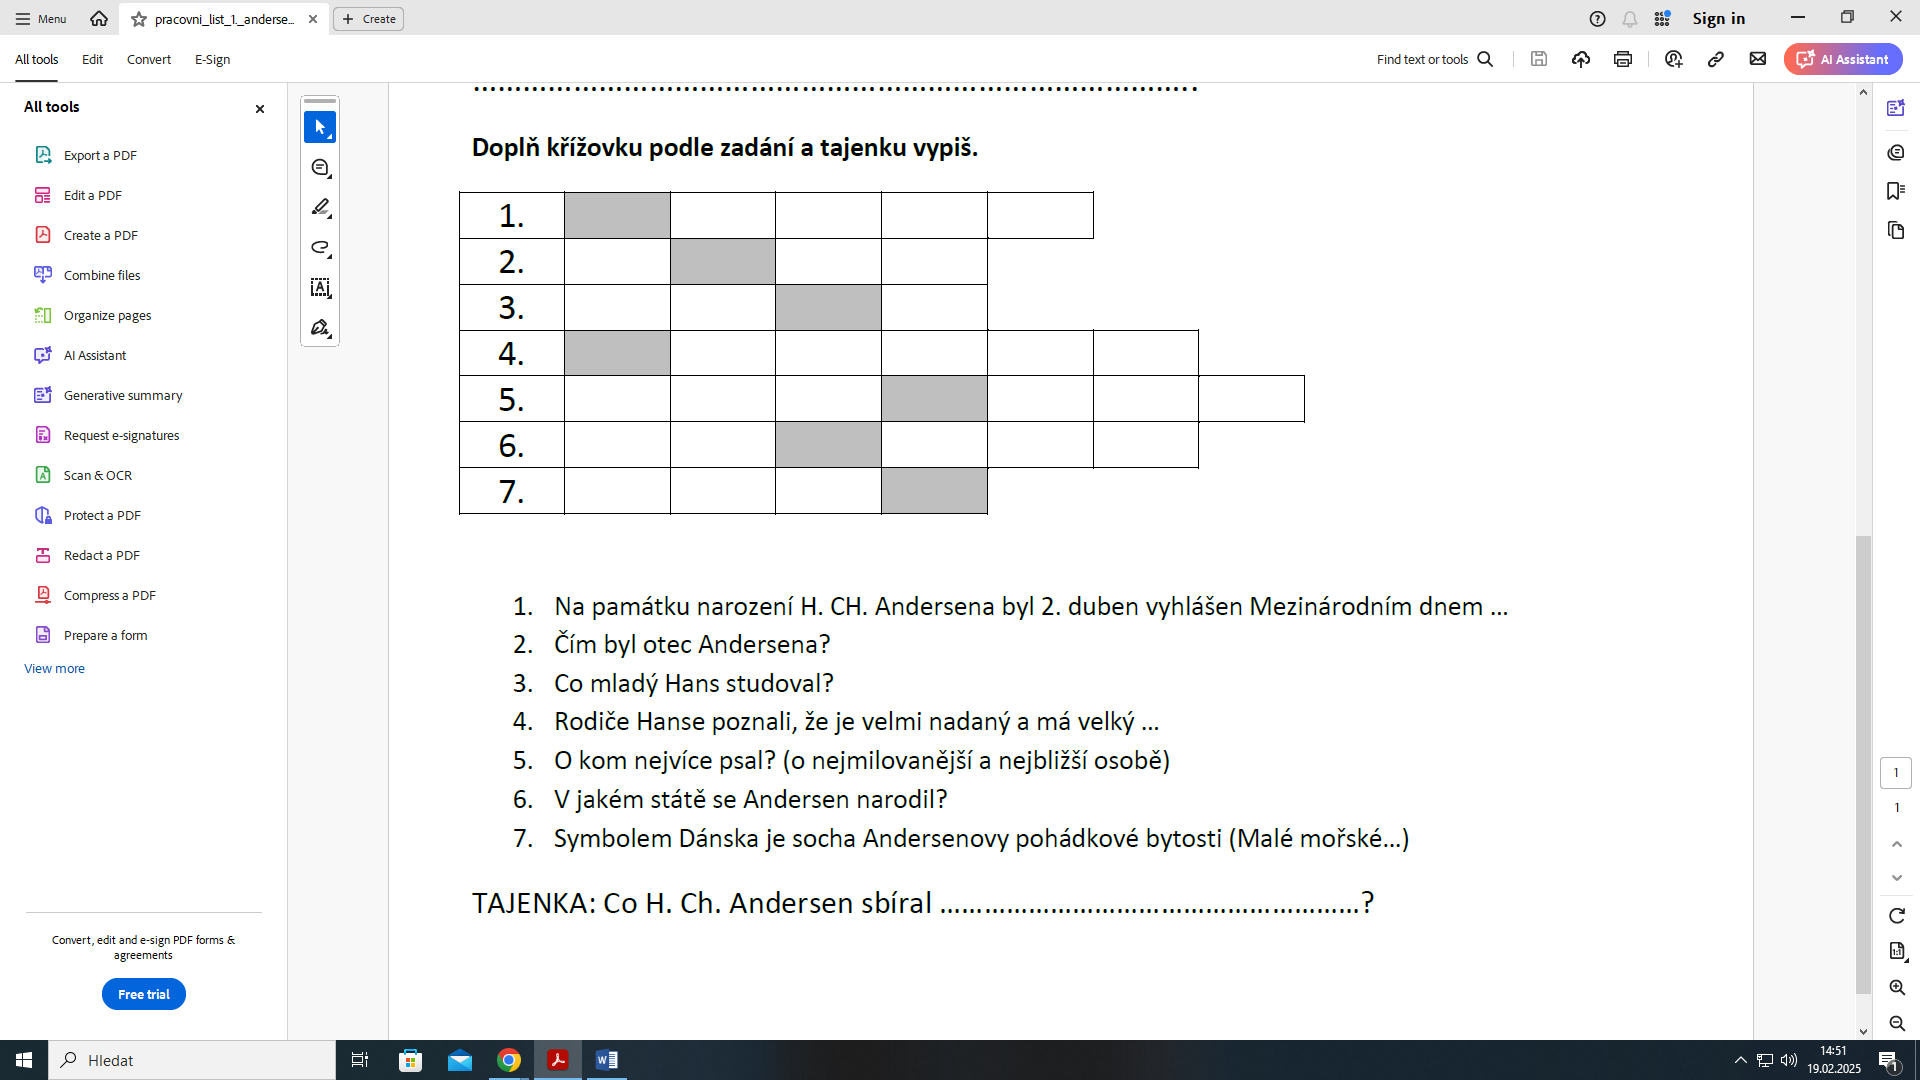 Menu
pracovni_list_1._anderse...
Create
Sign in
All tools
Edit
Convert
E-Sign
Find text or tools
AI Assistant
All tools
Export a PDF
Edit a PDF
Create a PDF
Combine files
Organize pages
AI Assistant
Generative summary
Request e-signatures
Scan & OCR
Protect a PDF
Redact a PDF
Compress a PDF
Prepare a form
View more
Convert, edit and e-sign PDF forms &
agreements
Free trial
Doplň křížovku podle zadání a tajenku vypiš.
1.
2.
3.
4.
5.
6.
7.
1. Na památku narození H. CH. Andersena byl 2. duben vyhlášen Mezinárodním dnem ...
2. Čím byl otec Andersena?
3. Co mladý Hans studoval?
4. Rodiče Hanse poznali, že je velmi nadaný a má velký ...
5. O kom nejvíce psal? (o nejmilovanější a nejbližší osobě)
6. V jakém státě se Andersen narodil?
7. Symbolem Dánska je socha Andersenovy pohádkové bytosti (Malé mořské...)
TAJENKA: Co H. Ch. Andersen sbíral ……………………………………………………?
1
1
Hledat
14:51
19.02.2025
1